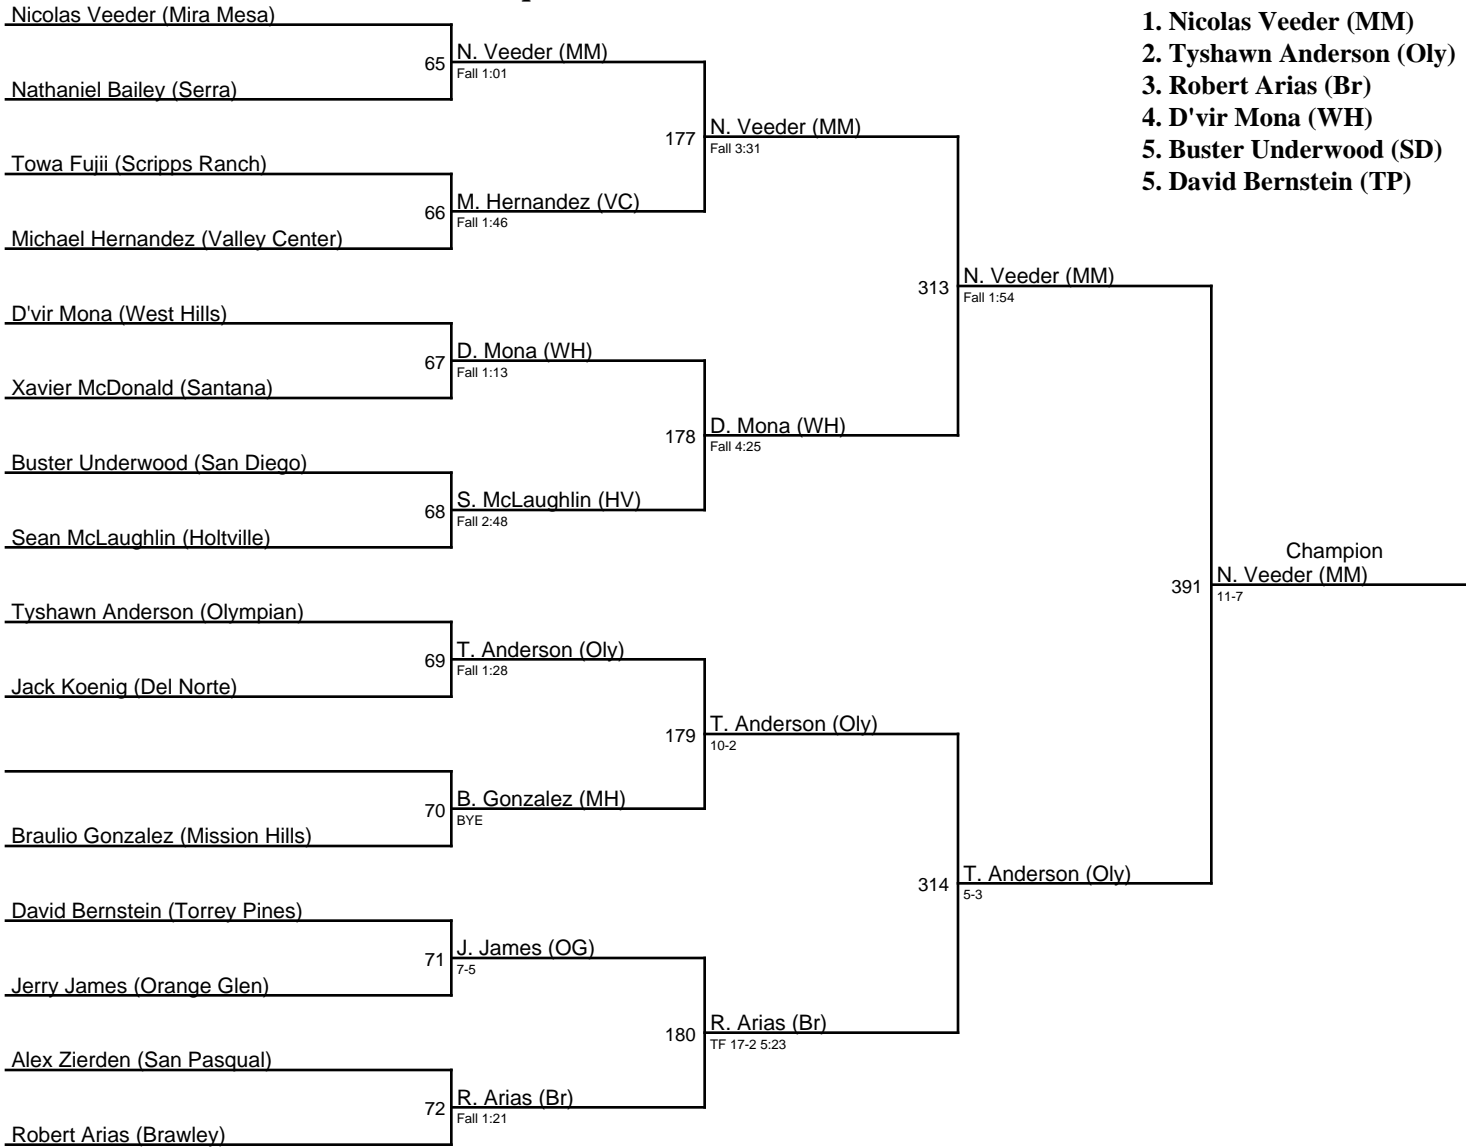 Nicolas Veeder (Mira Mesa)
65
N. Veeder (MM)
Fall 1:01
Nathaniel Bailey (Serra)
177
N. Veeder (MM)
Fall 3:31
Towa Fujii (Scripps Ranch)
66
M. Hernandez (VC)
Fall 1:46
Michael Hernandez (Valley Center)
313
N. Veeder (MM)
Fall 1:54
D'vir Mona (West Hills)
67
D. Mona (WH)
Fall 1:13
Xavier McDonald (Santana)
178
D. Mona (WH)
Fall 4:25
Buster Underwood (San Diego)
68
S. McLaughlin (HV)
Fall 2:48
Sean McLaughlin (Holtville)
391
Champion
N. Veeder (MM)
11-7
Tyshawn Anderson (Olympian)
69
T. Anderson (Oly)
Fall 1:28
Jack Koenig (Del Norte)
179
T. Anderson (Oly)
10-2
70
B. Gonzalez (MH)
BYE
Braulio Gonzalez (Mission Hills)
314
T. Anderson (Oly)
5-3
David Bernstein (Torrey Pines)
71
J. James (OG)
7-5
Jerry James (Orange Glen)
180
R. Arias (Br)
TF 17-2 5:23
Alex Zierden (San Pasqual)
72
R. Arias (Br)
Fall 1:21
Robert Arias (Brawley)
1. Nicolas Veeder (MM)
2. Tyshawn Anderson (Oly)
3. Robert Arias (Br)
4. D'vir Mona (WH)
5. Buster Underwood (SD)
5. David Bernstein (TP)